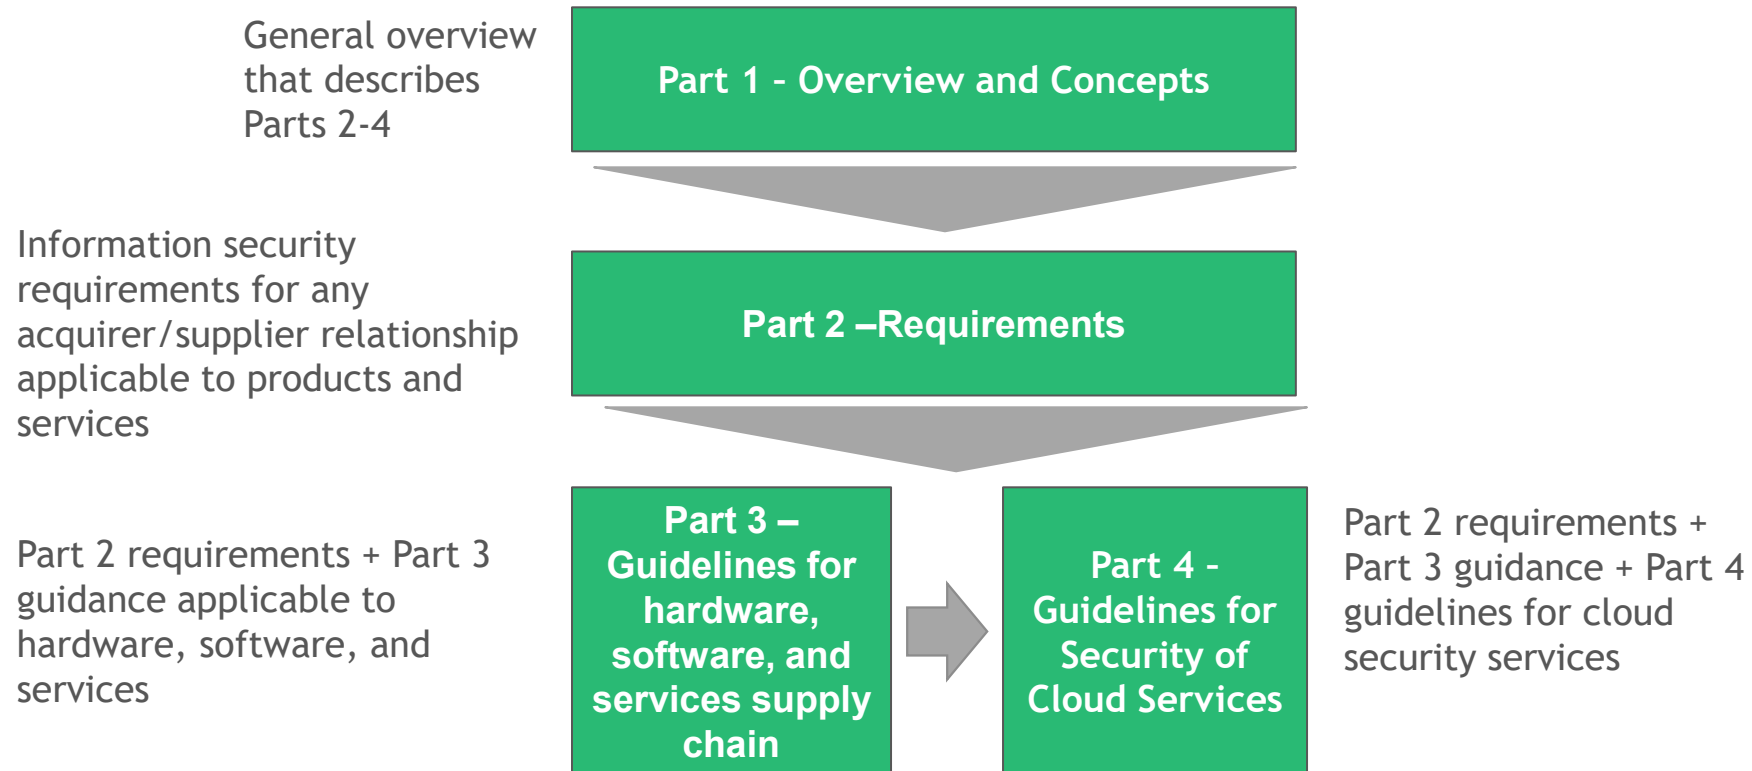 General overview
that describes
Parts 2-4
Part 1 – Overview and Concepts
Information security
requirements for any
acquirer/supplier relationship
applicable to products and
services
Part 2 –Requirements
Part 2 requirements + Part 3
guidance applicable to
hardware, software, and
services
Part 3 –
Guidelines for
hardware,
software, and
services supply
chain
Part 4 –
Guidelines for
Security of
Cloud Services
Part 2 requirements +
Part 3 guidance + Part 4
guidelines for cloud
security services